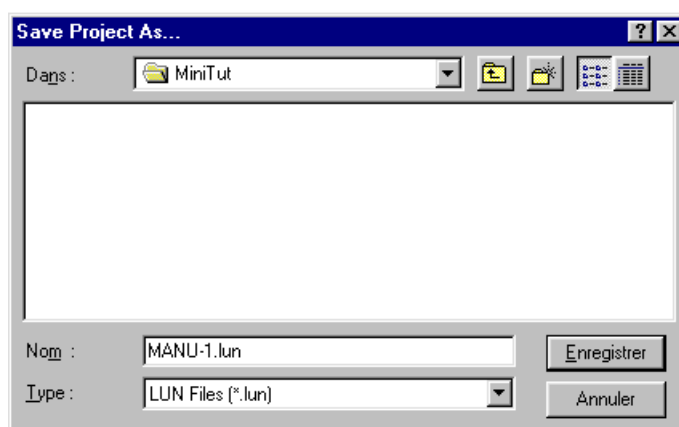 Save Project As...
Dans :
MiniTut
Nom :
MANU-1.lun
Enregistrer
Type :
LUN Files (*.lun)
Annuler